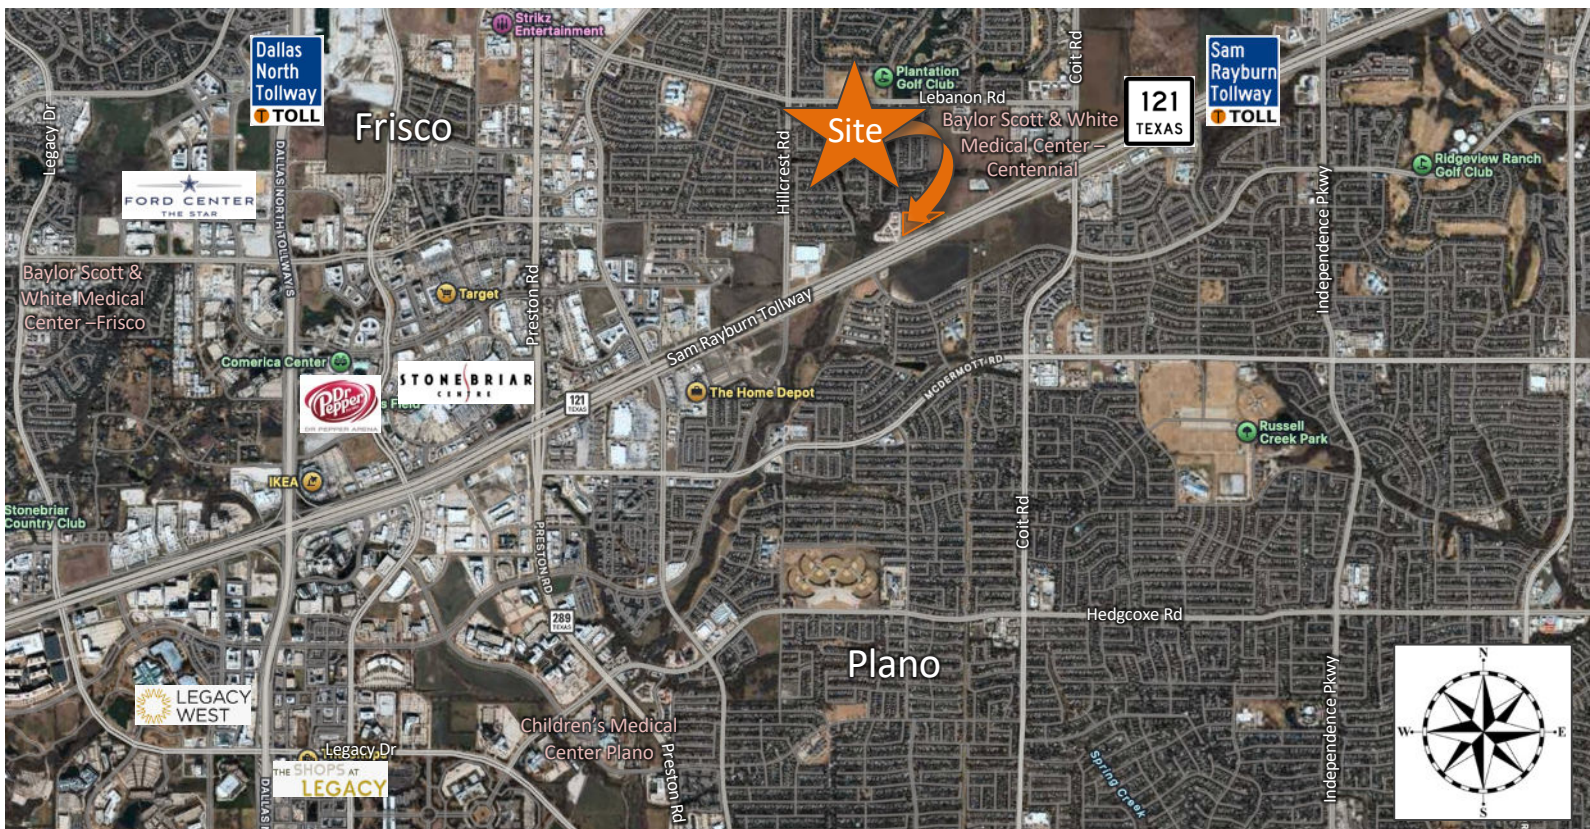 Strikz
Entertainment
Dallas
North
Tollway
TOLL
Frisco
Legacy Dr
DALLAS NORTH TOLLWAY S
FORD CENTER
THE STAR
Baylor Scott &
White Medical
Center –Frisco
Target
Preston Rd
Comerica Center
Dr
Pepper
DR PEPPER ARENA
s Field
STONEBRIAR
CENTRE
IKEA
Stonebriar
Country Club
Plantation
Golf Club
Lebanon Rd
Coit Rd
Site
Hillcrest Rd
Baylor Scott & White
Medical Center –
Centennial
121
TEXAS
Sam
Rayburn
Tollway
TOLL
Ridgeview Ranch
Golf Club
Independence Pkwy
Sam Rayburn Tollway
121
TEXAS
The Home Depot
MCDERMOTT RD
Russell
Creek Park
Coit Rd
PRESTON RD
289
TEXAS
Hedgcoxe Rd
Plano
LEGACY
WEST
Legacy Dr
THE SHOPS AT
LEGACY
DALLAS
Children's Medical
Center Plano
Preston Rd
Spring Creek
Independence Pkwy
N
W
E
S